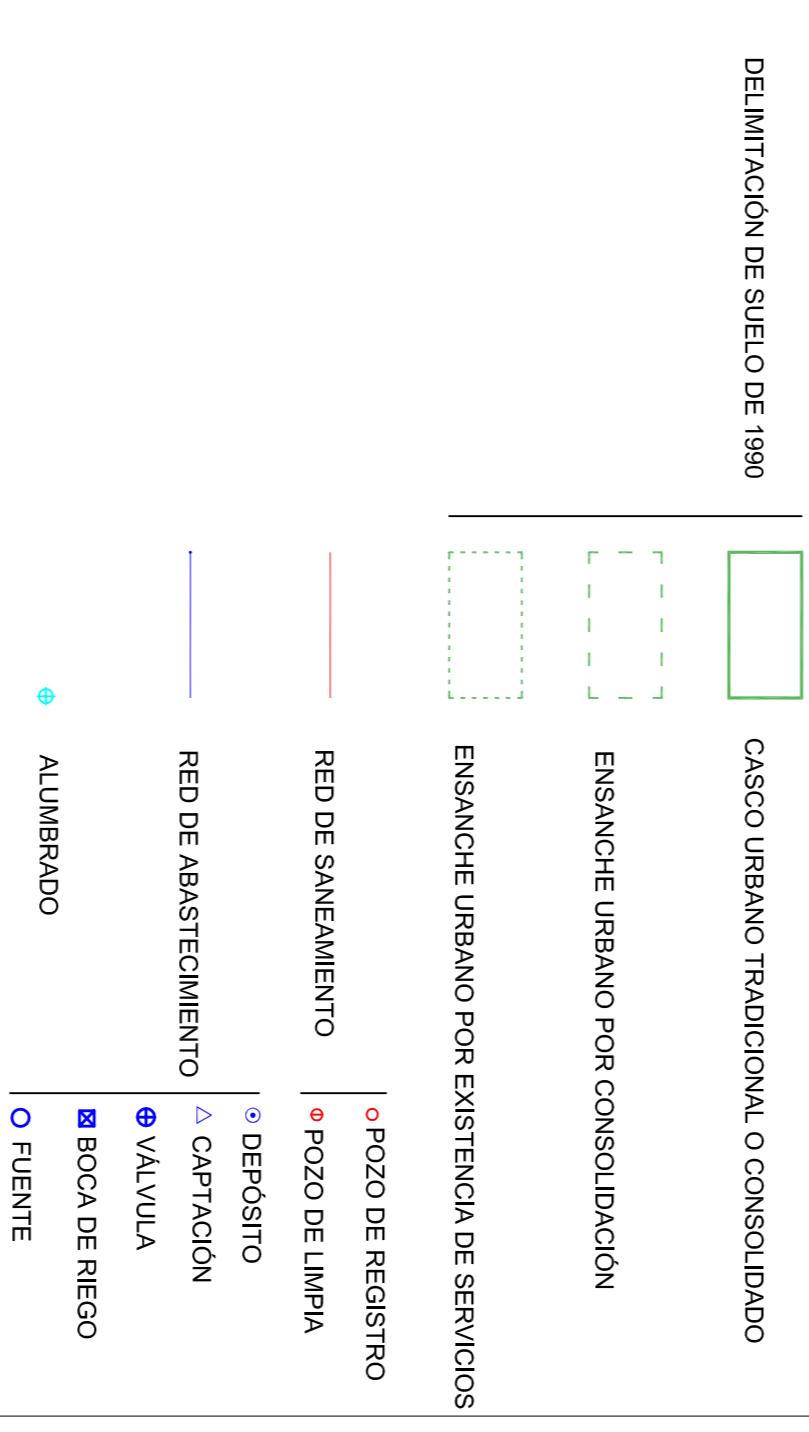 DELIMITACIÓN DE SUELO DE 1990
CASCO URBANO TRADICIONAL O CONSOLIDADO
ENSANCHE URBANO POR CONSOLIDACIÓN
ENSANCHE URBANO POR EXISTENCIA DE SERVICIOS
RED DE SANEAMIENTO
POZO DE REGISTRO
POZO DE LIMPIA
RED DE ABASTECIMIENTO
DEPÓSITO
CAPTACIÓN
VÁLVULA
BOCA DE RIEGO
FUENTE
ALUMBRADO